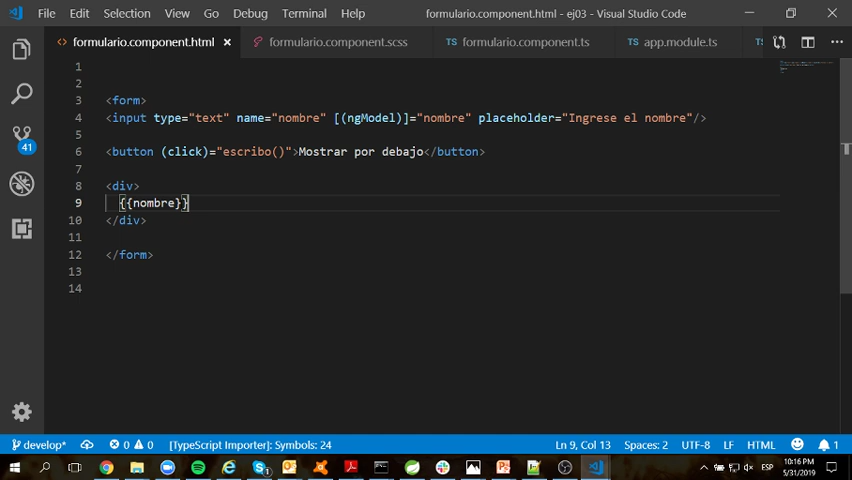 File Edit Selection View Go Debug Terminal Help formulario.component.html - ej03 - Visual Studio Code
formulario.component.html formulario.component.scss TS formulario.component.ts TS app.module.ts TS
1
2
3 <form>
4 <input type="text" name="nombre" [(ngModel)]="nombre" placeholder="Ingrese el nombre"/>
5
6 <button (click)="escribo()">Mostrar por debajo</button>
7
8 <div>
9 {{nombre}}
10 </div>
11
12 </form>
13
14
41
develop* 0 0 [TypeScript Importer]: Symbols: 24 Ln 9, Col 13 Spaces: 2 UTF-8 LF HTML 1
ESP 10:16 PM
5/31/2019